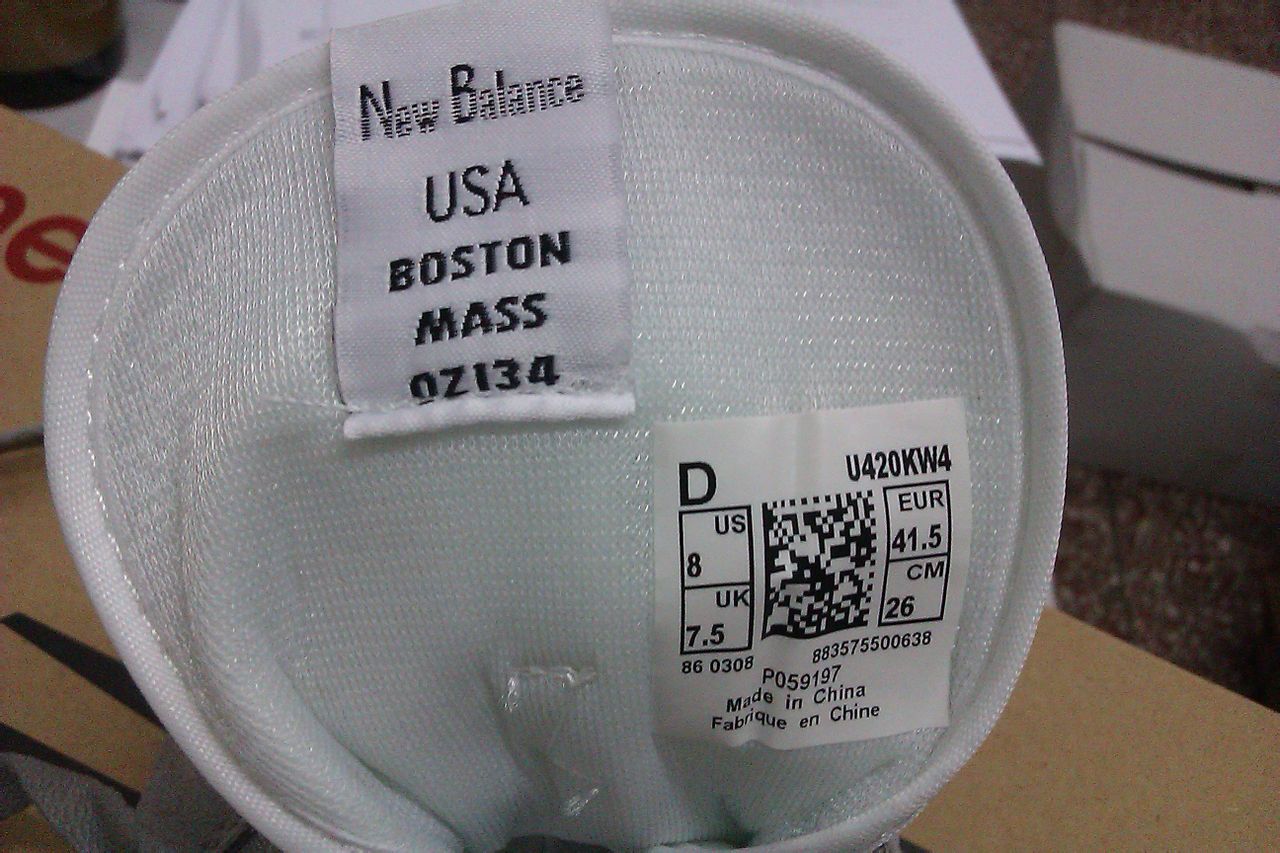 New Balance
USA
BOSTON
MASS
OZ134
D
U420KW4
US
8
UK
7.5
EUR
41.5
CM
26
86 0308
883575500638
P059197
Made in China
Fabrique en Chine